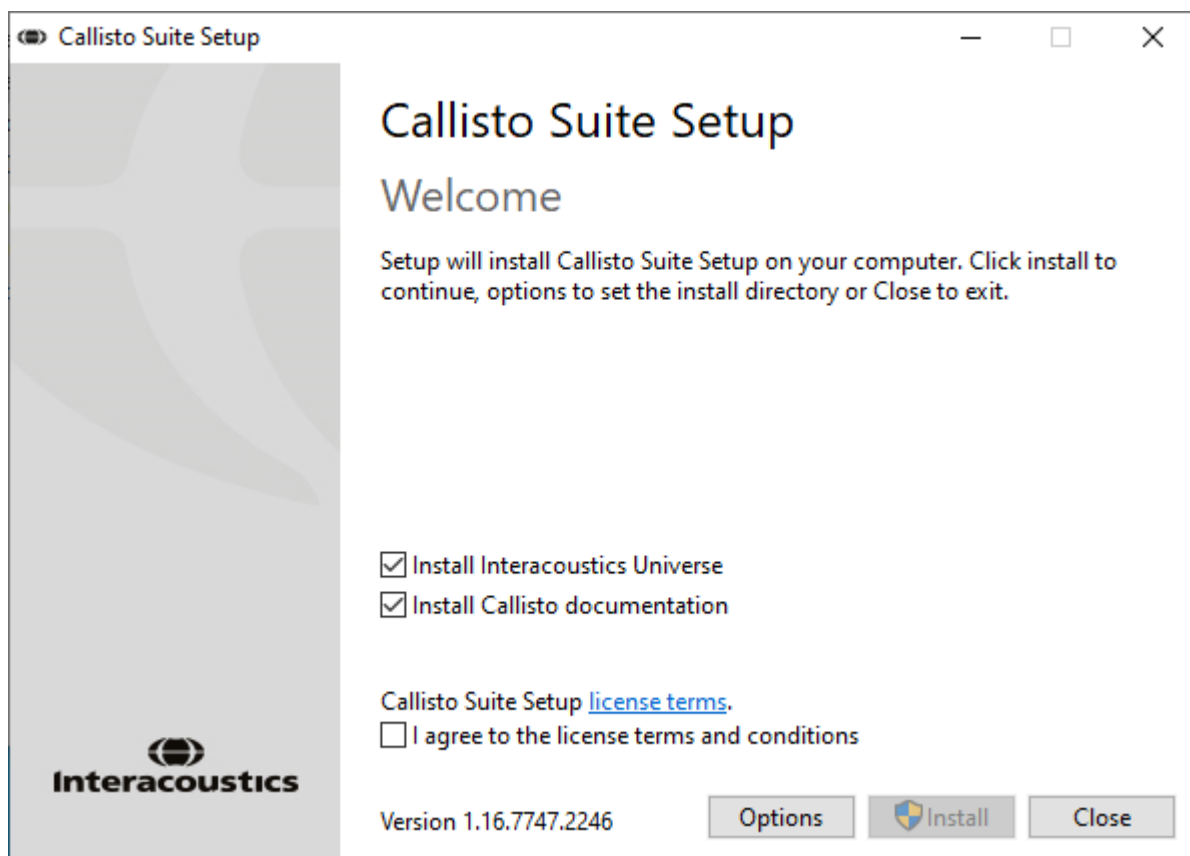 Callisto Suite Setup
Callisto Suite Setup
Welcome
Setup will install Callisto Suite Setup on your computer. Click install to
continue, options to set the install directory or Close to exit.
Install Interacoustics Universe
Install Callisto documentation
Callisto Suite Setup license terms.
I agree to the license terms and conditions
Interacoustics
Version 1.16.7747.2246
Options
Install
Close